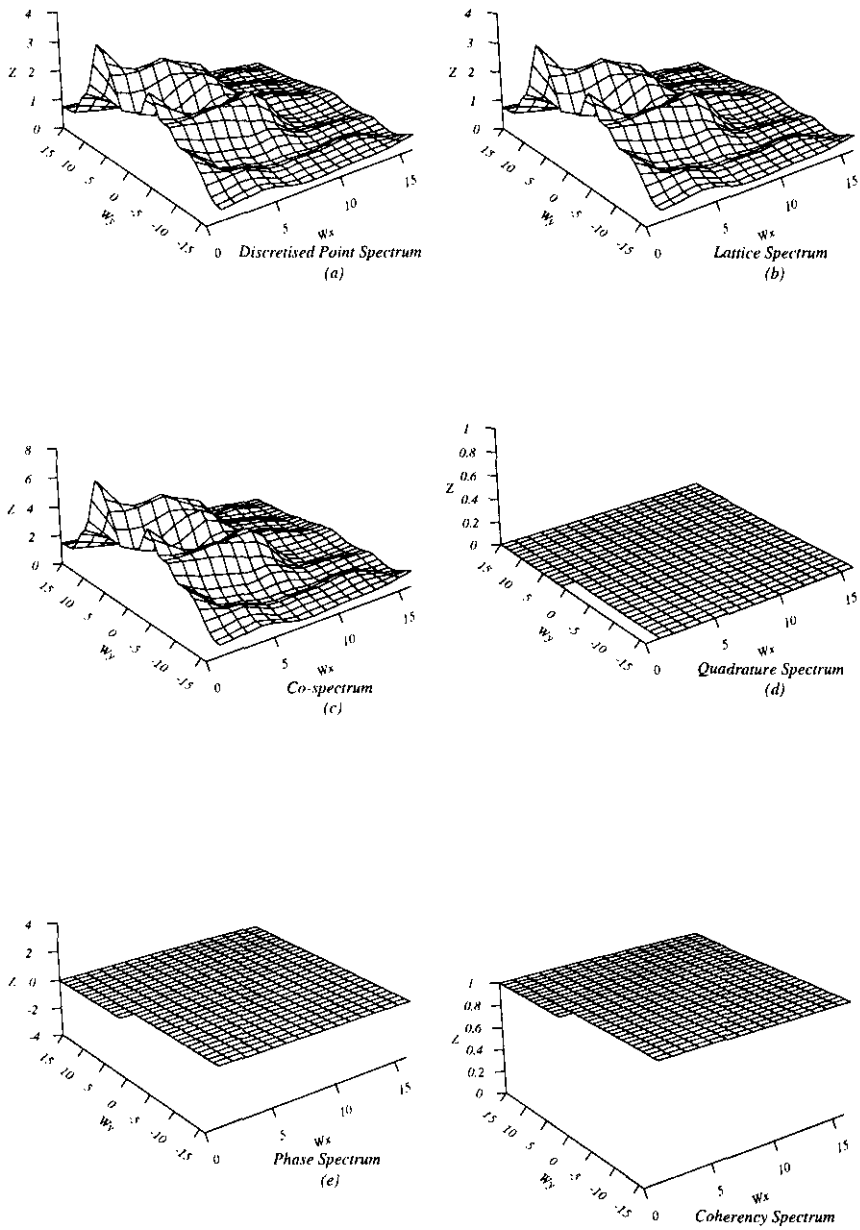 4 4
3 3
Z 2 Z 2
1 1
0 0
15 15
10 10
5 5
0 0
-5 -5
-10 -10
-15 -15
Wy Wy
0 5 10 15 0 5 10 15
Wx Wx
Discretised Point Spectrum Lattice Spectrum
(a) (b)
8 1
6 0.8
Z 4 0.6
2 Z 0.4
0 0.2
0
15 15
10 10
5 5
0 0
-5 -5
-10 -10
-15 -15
Wy Wy
0 5 10 15 0 5 10 15
Wx Wx
Co-spectrum Quadrature Spectrum
(c) (d)
4 1
2 0.8
Z 0 0.6
-2 Z 0.4
-4 0.2
0
15 15
10 10
5 5
0 0
-5 -5
-10 -10
-15 -15
Wy Wy
0 5 10 15 0 5 10 15
Wx Wx
Phase Spectrum Coherency Spectrum
(e)